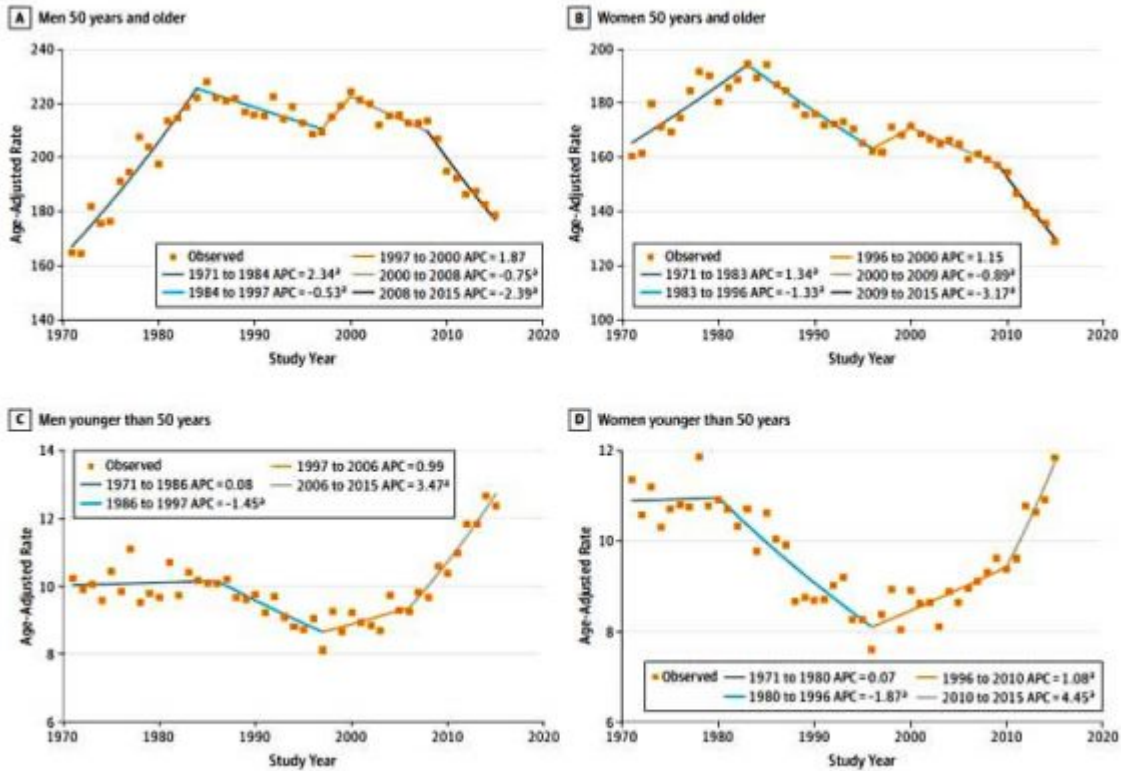 A Men 50 years and older
240
220
200
180
160
140
Age-Adjusted Rate
Observed
1971 to 1984 APC = 2.34ª
1984 to 1997 APC = −0.53ª
1997 to 2000 APC = 1.87
2000 to 2008 APC = −0.75ª
2008 to 2015 APC = −2.39ª
1970 1980 1990 2000 2010 2020
Study Year
B Women 50 years and older
200
180
160
140
120
100
Age-Adjusted Rate
Observed
1971 to 1983 APC = 1.34ª
1983 to 1996 APC = −1.33ª
1996 to 2000 APC = 1.15
2000 to 2009 APC = −0.89ª
2009 to 2015 APC = −3.17ª
1970 1980 1990 2000 2010 2020
Study Year
C Men younger than 50 years
14
12
10
8
6
Age-Adjusted Rate
Observed
1971 to 1986 APC = 0.08
1986 to 1997 APC = −1.45ª
1997 to 2006 APC = 0.99
2006 to 2015 APC = 3.47ª
1970 1980 1990 2000 2010 2020
Study Year
D Women younger than 50 years
12
10
8
6
Age-Adjusted Rate
Observed
1971 to 1980 APC = 0.07
1980 to 1996 APC = −1.87ª
1996 to 2010 APC = 1.08ª
2010 to 2015 APC = 4.45ª
1970 1980 1990 2000 2010 2020
Study Year